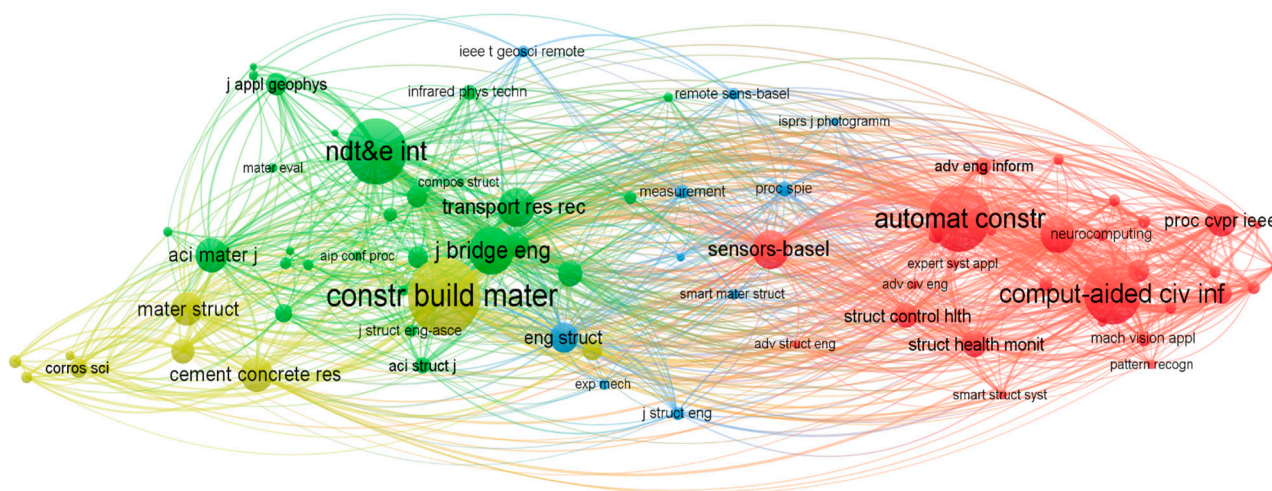 ieee t geosci remote
j appl geophys
infrared phys techn
remote sens-basel
isprs j photogramm
ndt&e int
mater eval
compos struct
measurement
proc spie
adv eng inform
transport res rec
automat constr
proc cvpr ieee
neurocomputing
aci mater j
aip conf proc
j bridge eng
sensors-basel
expert syst appl
adv civ eng
constr build mater
smart mater struct
comput-aided civ inf
mater struct
struct control hlth
j struct eng-asce
eng struct
adv struct eng
struct health monit
mach vision appl
corros sci
cement concrete res
aci struct j
pattern recogn
exp mech
smart struct syst
j struct eng